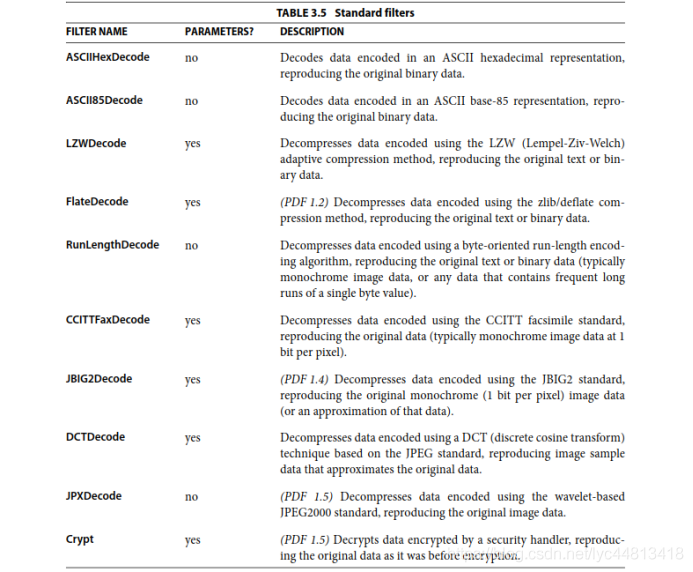 TABLE 3.5 Standard filters
FILTER NAME PARAMETERS? DESCRIPTION
ASCIIHexDecode no Decodes data encoded in an ASCII hexadecimal representation,
reproducing the original binary data.
ASCII85Decode no Decodes data encoded in an ASCII base-85 representation, repro-
ducing the original binary data.
LZWDecode yes Decompresses data encoded using the LZW (Lempel-Ziv-Welch)
adaptive compression method, reproducing the original text or bin-
ary data.
FlateDecode yes (PDF 1.2) Decompresses data encoded using the zlib/deflate com-
pression method, reproducing the original text or binary data.
RunLengthDecode no Decompresses data encoded using a byte-oriented run-length encod-
ing algorithm, reproducing the original text or binary data (typically
monochrome image data, or any data that contains frequent long
runs of a single byte value).
CCITTFaxDecode yes Decompresses data encoded using the CCITT facsimile standard,
reproducing the original data (typically monochrome image data at 1
bit per pixel).
JBIG2Decode yes (PDF 1.4) Decompresses data encoded using the JBIG2 standard,
reproducing the original monochrome (1 bit per pixel) image data
(or an approximation of that data).
DCTDecode yes Decompresses data encoded using a DCT (discrete cosine transform)
technique based on the JPEG standard, reproducing image sample
data that approximates the original data.
JPXDecode no (PDF 1.5) Decompresses data encoded using the wavelet-based
JPEG2000 standard, reproducing the original image data.
Crypt yes (PDF 1.5) Decrypts data encrypted by a security handler, reproduc-
ing the original data as it was before encryption.
csdn.net/lyc44813418